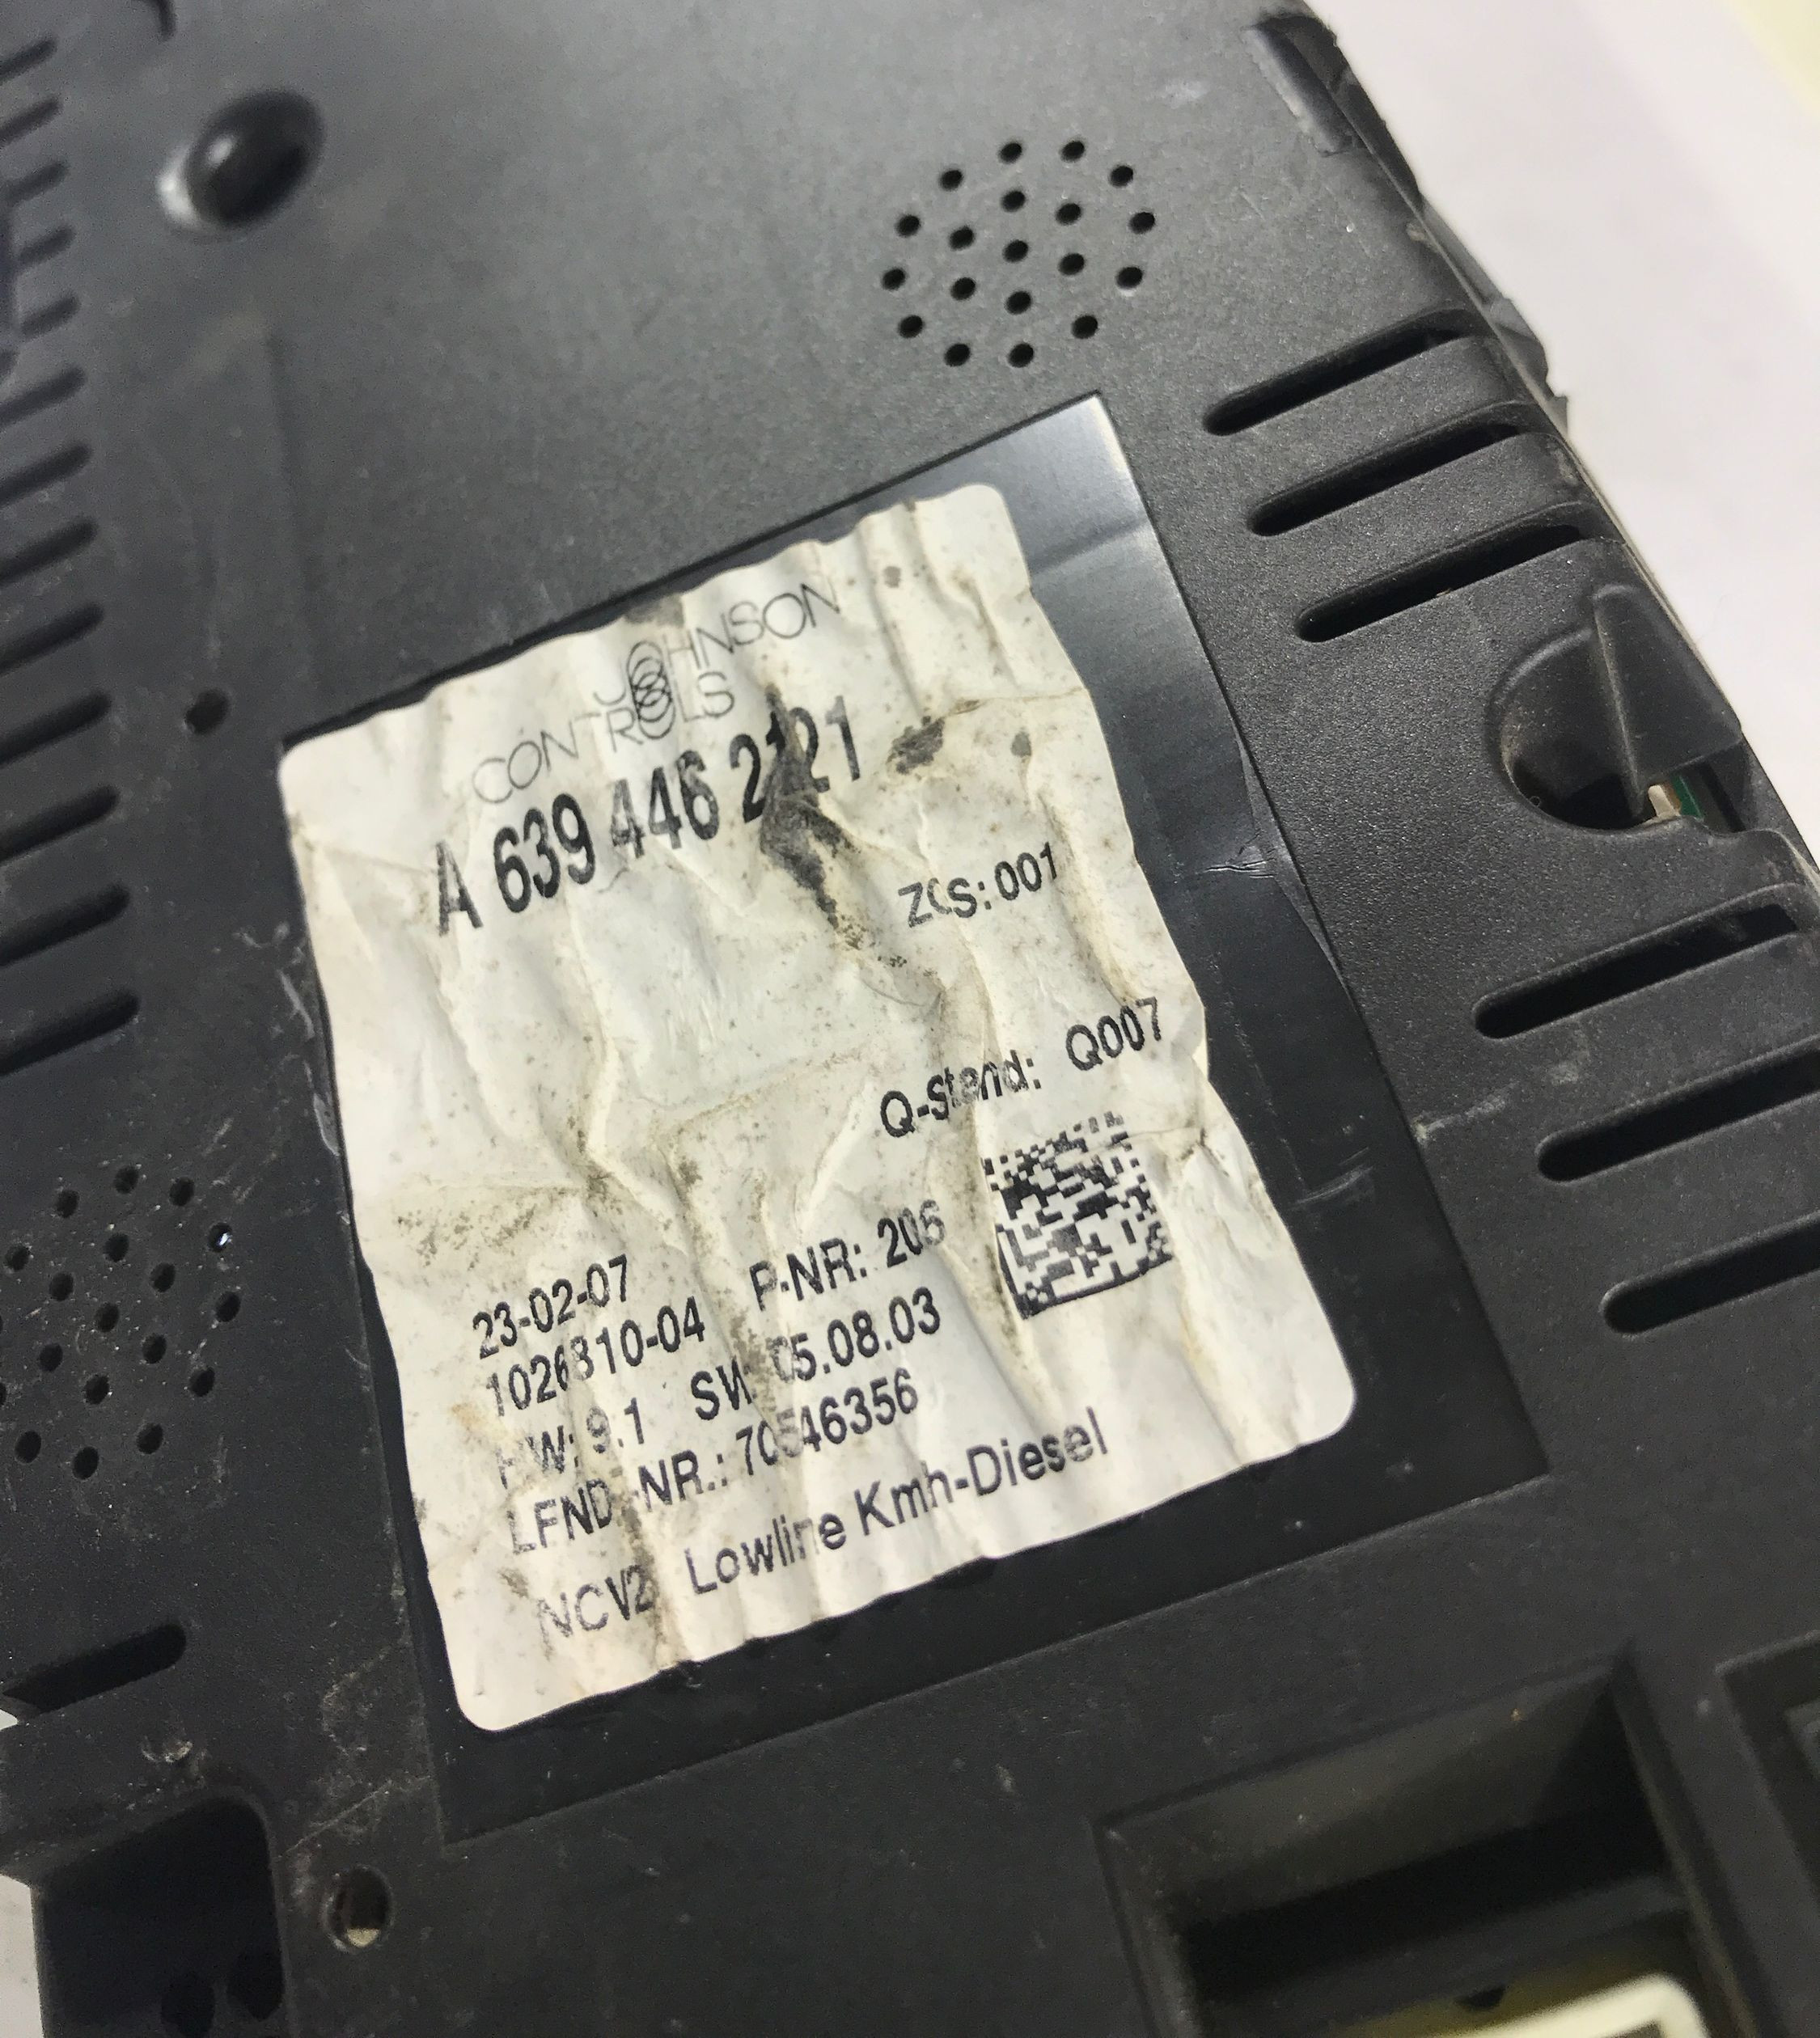 JOHNSON
CONTROLS
A 639 446 2121
ZGS: 001
Q-stand: Q007
23-02-07 P-NR: 206
1026310-04
HW: 9.1 SW: 05.08.03
LFND.-NR.: 70546356
NCV2 Lowline Kmh-Diesel